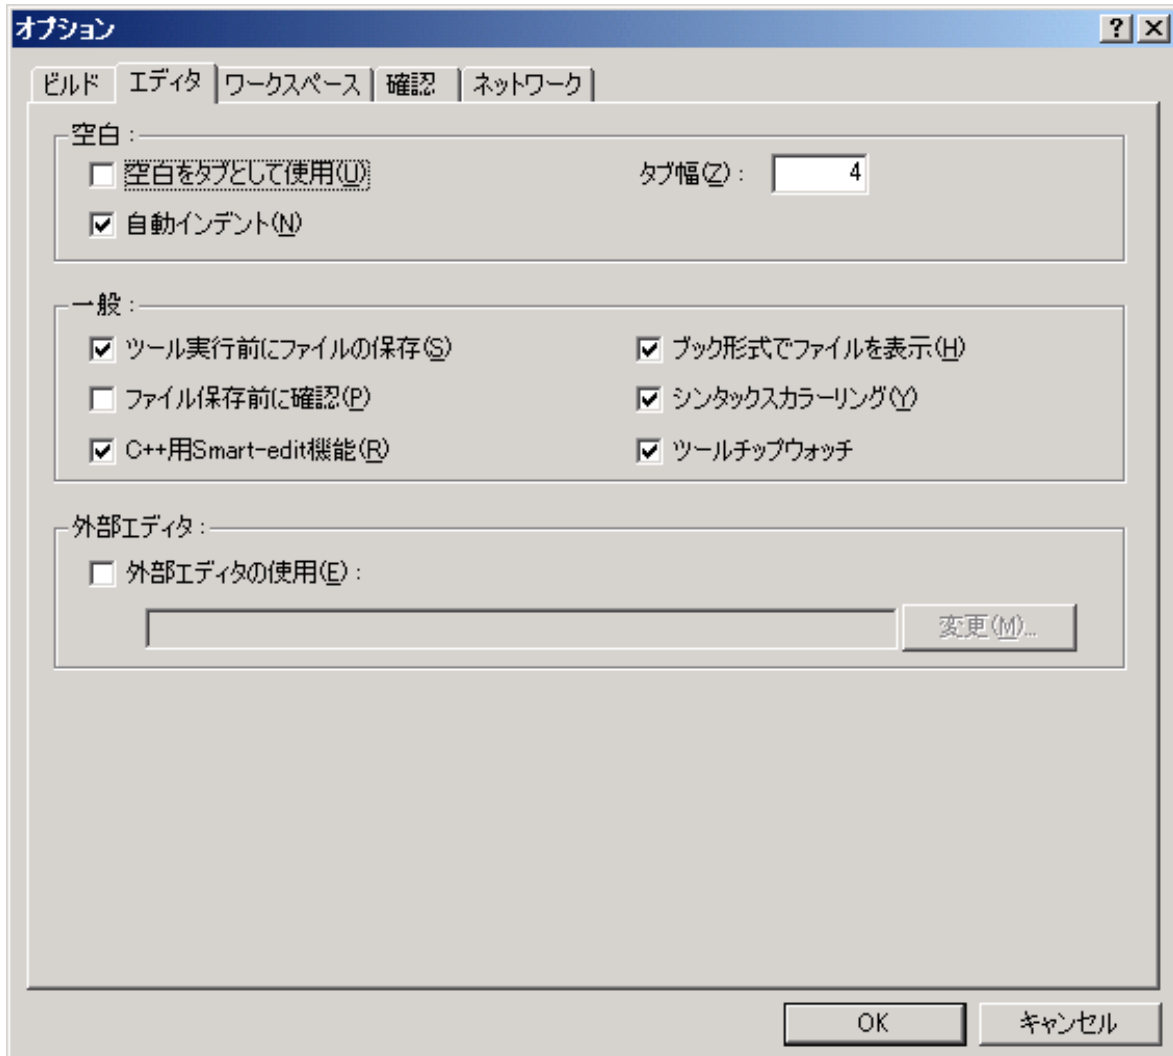 オプション
ビルド エディタ ワークスペース 確認 ネットワーク
空白:
空白をタブとして使用(U) タブ幅(Z): 4
自動インデント(N)
一般:
ツール実行前にファイルの保存(S) ブック形式でファイルを表示(H)
ファイル保存前に確認(P) シンタックスカラーリング(Y)
C++用Smart-edit機能(R) ツールチップウォッチ
外部エディタ:
外部エディタの使用(E):
変更(M)...
OK キャンセル